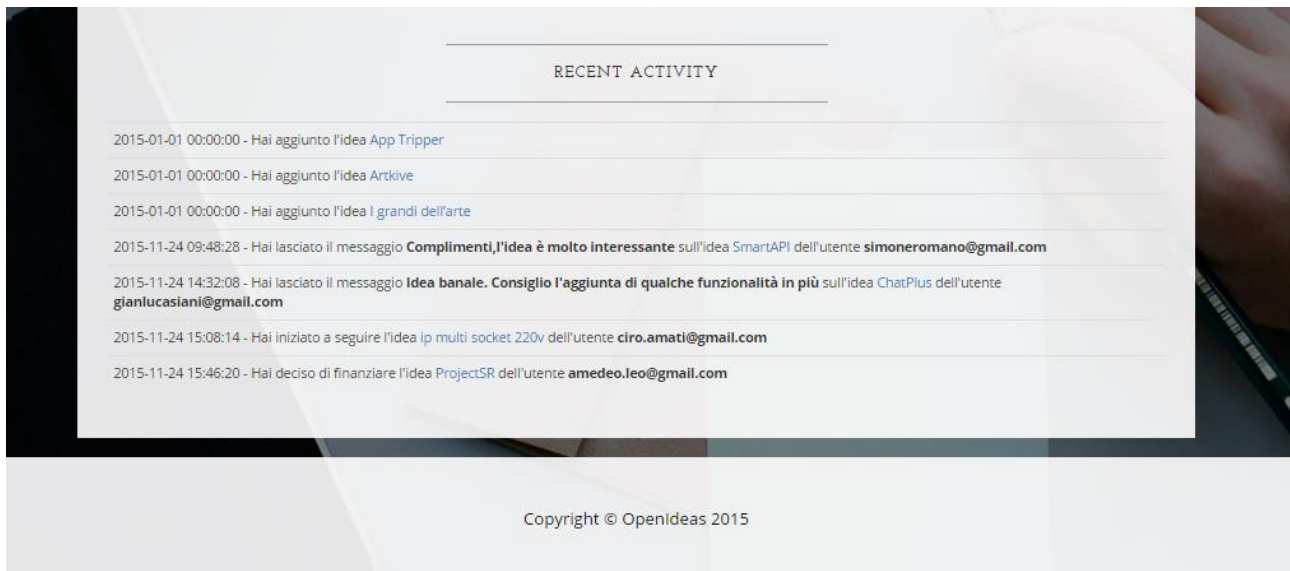 RECENT ACTIVITY
2015-01-01 00:00:00 - Hai aggiunto l'idea App Tripper
2015-01-01 00:00:00 - Hai aggiunto l'idea Artkive
2015-01-01 00:00:00 - Hai aggiunto l'idea I grandi dell'arte
2015-11-24 09:48:28 - Hai lasciato il messaggio Complimenti,l'idea è molto interessante sull'idea SmartAPI dell'utente simoneromano@gmail.com
2015-11-24 14:32:08 - Hai lasciato il messaggio Idea banale. Consiglio l'aggiunta di qualche funzionalità in più sull'idea ChatPlus dell'utente
gianlucasiani@gmail.com
2015-11-24 15:08:14 - Hai iniziato a seguire l'idea ip multi socket 220v dell'utente ciro.amati@gmail.com
2015-11-24 15:46:20 - Hai deciso di finanziare l'idea ProjectSR dell'utente amedeo.leo@gmail.com
Copyright © OpenIdeas 2015